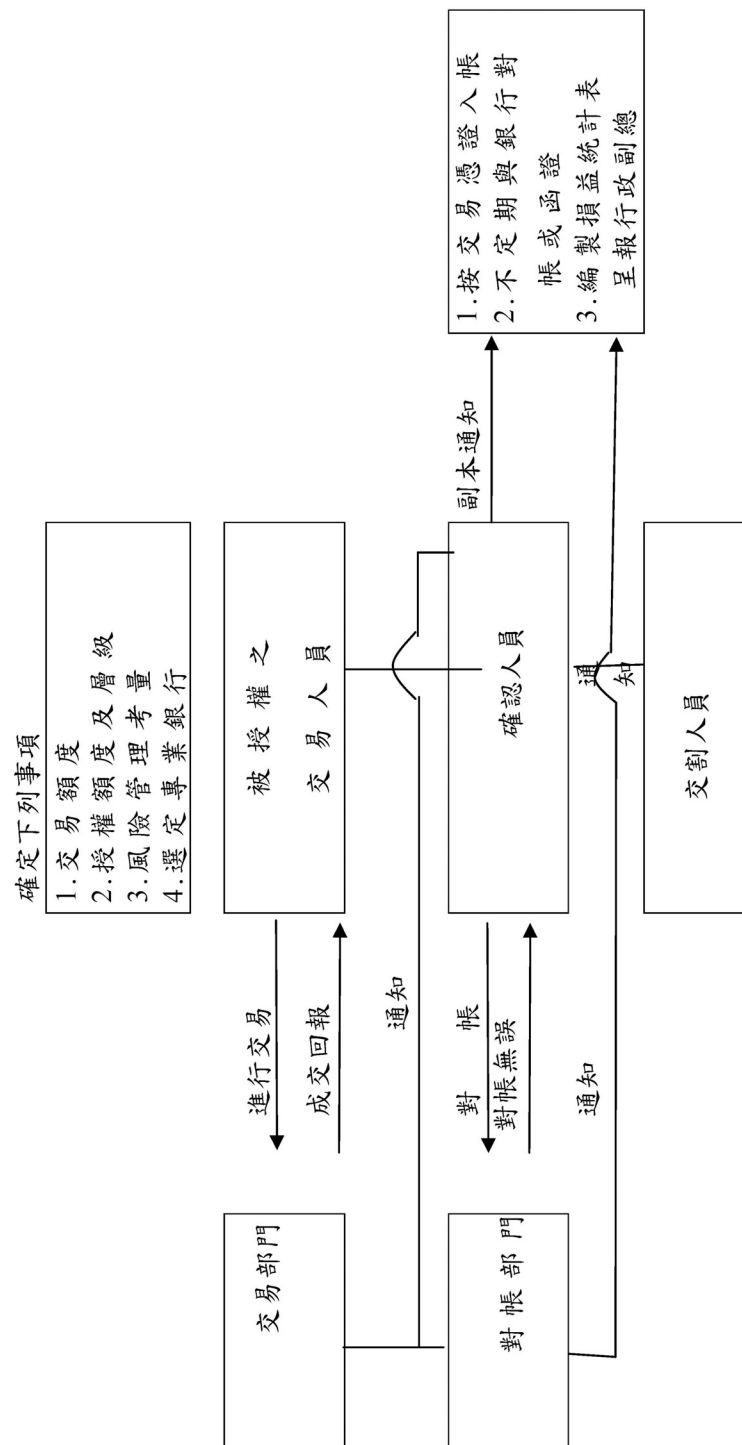 確定下列事項
1.交易額度
2.授權額度及層級
3.風險管理考量
4.選定專業銀行
交易部門
進行交易
成交回報
被授權之
交易人員
通知
副本通知
對帳部門
對帳
對帳無誤
確認人員
1.按交易憑證入帳
2.不定期與銀行對
帳或函證
3.編製損益統計表
呈報行政副總
通知
通知
交割人員